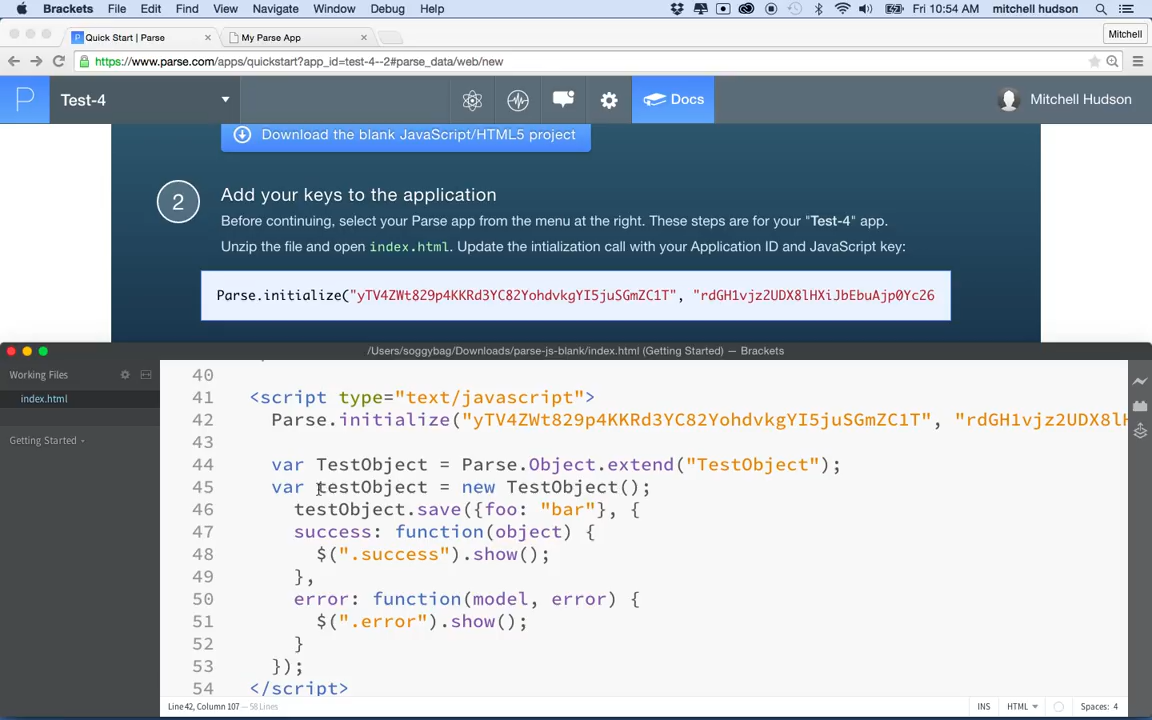 Brackets File Edit Find View Navigate Window Debug Help Fri 10:54 AM mitchell hudson
Quick Start | Parse × My Parse App × Mitchell
https://www.parse.com/apps/quickstart?app_id=test-4--2#parse_data/web/new
P Test-4 Docs Mitchell Hudson
Download the blank JavaScript/HTML5 project
2 Add your keys to the application
Before continuing, select your Parse app from the menu at the right. These steps are for your "Test-4" app.
Unzip the file and open index.html. Update the intialization call with your Application ID and JavaScript key:
Parse.initialize("yTV4ZWt829p4KKRd3YC82YohdvkgYI5juSGmZC1T", "rdGH1vjz2UDX8lHXiJbEbuAjp0Yc26
/Users/soggybag/Downloads/parse-js-blank/index.html (Getting Started) — Brackets
Working Files
index.html
Getting Started
40
41 <script type="text/javascript">
42 Parse.initialize("yTV4ZWt829p4KKRd3YC82YohdvkgYI5juSGmZC1T", "rdGH1vjz2UDX8lH
43
44 var TestObject = Parse.Object.extend("TestObject");
45 var testObject = new TestObject();
46 testObject.save({foo: "bar"}, {
47 success: function(object) {
48 $(".success").show();
49 },
50 error: function(model, error) {
51 $(".error").show();
52 }
53 });
54 </script>
Line 42, Column 107 — 58 Lines INS HTML Spaces: 4